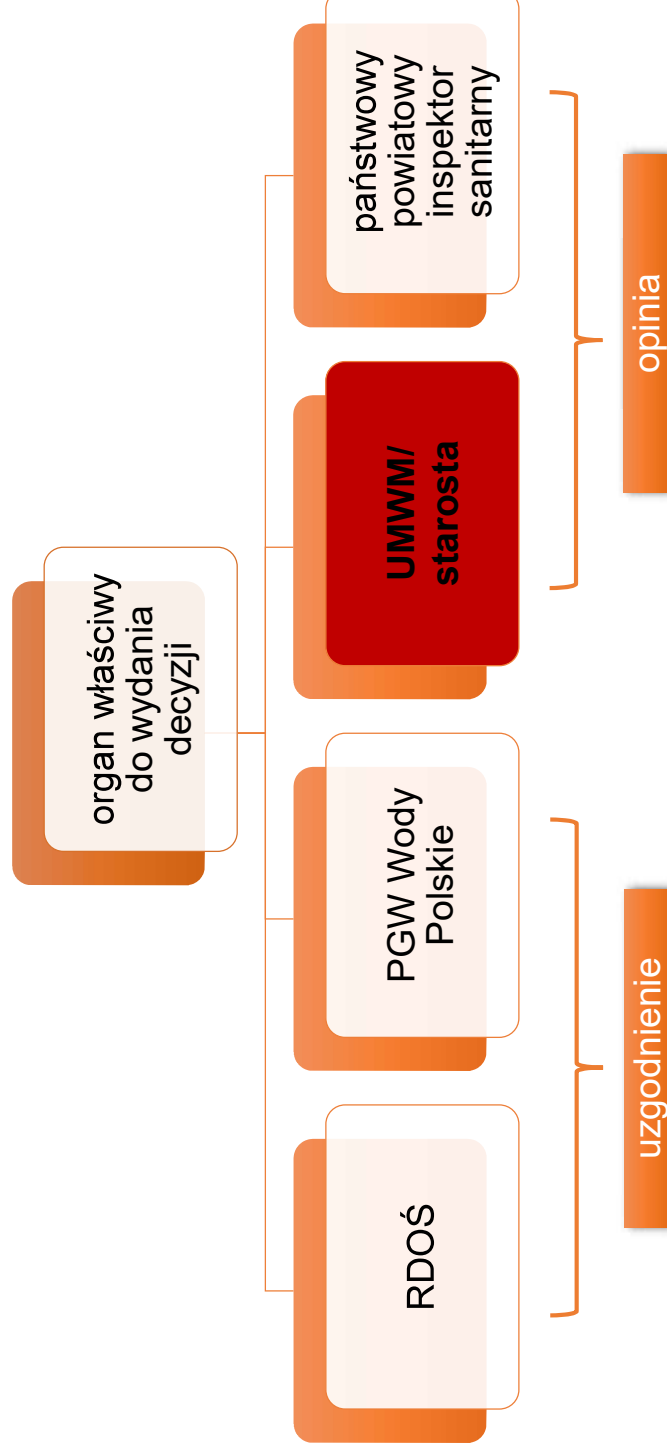 organ właściwy
do wydania
decyzji
RDOŚ
PGW Wody
Polskie
UMWM/
starosta
państwowy
powiatowy
inspektor
sanitarny
uzgodnienie
opinia